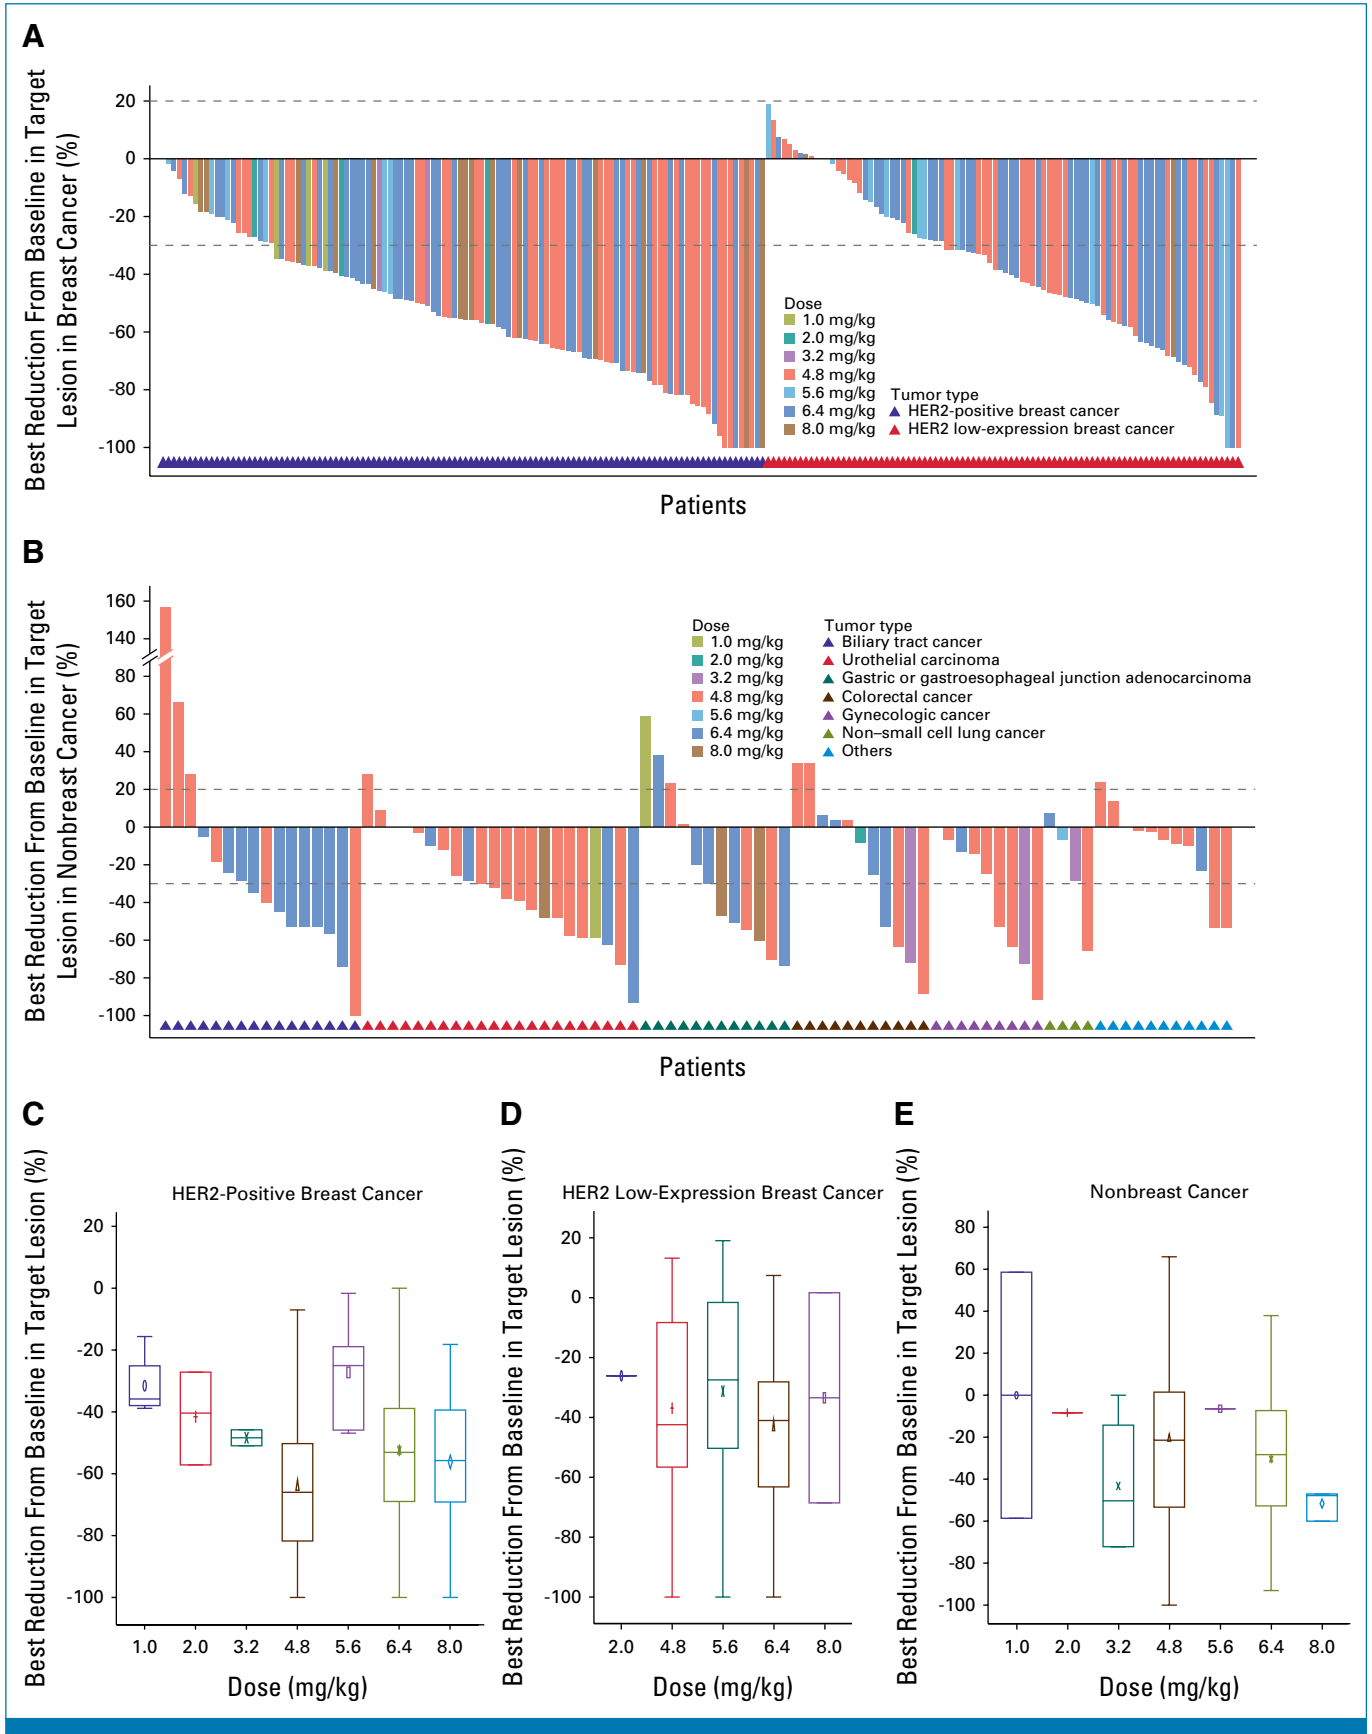 A
Best Reduction From Baseline in Target
Lesion in Breast Cancer (%)
20
0
-20
-40
-60
-80
-100
Dose
1.0 mg/kg
2.0 mg/kg
3.2 mg/kg
4.8 mg/kg
5.6 mg/kg
6.4 mg/kg
8.0 mg/kg
Tumor type
HER2-positive breast cancer
HER2 low-expression breast cancer
Patients
B
Best Reduction From Baseline in Target
Lesion in Nonbreast Cancer (%)
160
140
80
60
40
20
0
-20
-40
-60
-80
-100
Dose
1.0 mg/kg
2.0 mg/kg
3.2 mg/kg
4.8 mg/kg
5.6 mg/kg
6.4 mg/kg
8.0 mg/kg
Tumor type
Biliary tract cancer
Urothelial carcinoma
Gastric or gastroesophageal junction adenocarcinoma
Colorectal cancer
Gynecologic cancer
Non–small cell lung cancer
Others
Patients
C
Best Reduction From Baseline in Target Lesion (%)
HER2-Positive Breast Cancer
20
0
-20
-40
-60
-80
-100
1.0 2.0 3.2 4.8 5.6 6.4 8.0
Dose (mg/kg)
D
Best Reduction From Baseline in Target Lesion (%)
HER2 Low-Expression Breast Cancer
20
0
-20
-40
-60
-80
-100
2.0 4.8 5.6 6.4 8.0
Dose (mg/kg)
E
Best Reduction From Baseline in Target Lesion (%)
Nonbreast Cancer
80
60
40
20
0
-20
-40
-60
-80
-100
1.0 2.0 3.2 4.8 5.6 6.4 8.0
Dose (mg/kg)